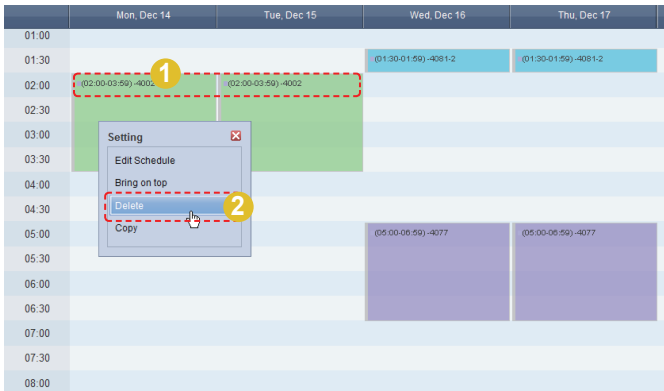 Mon, Dec 14 Tue, Dec 15 Wed, Dec 16 Thu, Dec 17
01:00
01:30 (01:30-01:59)-4081-2 (01:30-01:59)-4081-2
1
02:00 (02:00-03:59)-4002 (02:00-03:59)-4002
02:30
03:00 Setting
03:30 Edit Schedule
04:00 Bring on top
04:30 Delete 2
05:00 Copy (05:00-06:59)-4077 (05:00-06:59)-4077
05:30
06:00
06:30
07:00
07:30
08:00